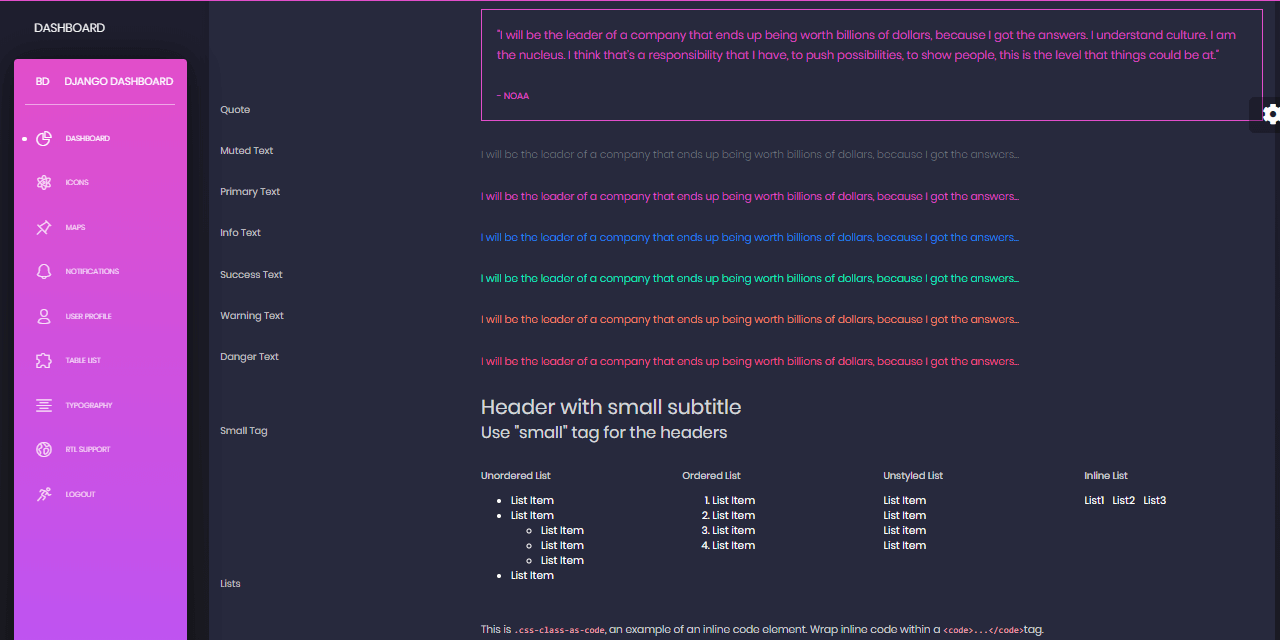 DASHBOARD
BD DJANGO DASHBOARD
DASHBOARD
ICONS
MAPS
NOTIFICATIONS
USER PROFILE
TABLE LIST
TYPOGRAPHY
RTL SUPPORT
LOGOUT
"I will be the leader of a company that ends up being worth billions of dollars, because I got the answers. I understand culture. I am
the nucleus. I think that's a responsibility that I have, to push possibilities, to show people, this is the level that things could be at."
- NOAA
Quote
Muted Text
I will be the leader of a company that ends up being worth billions of dollars, because I got the answers...
Primary Text
I will be the leader of a company that ends up being worth billions of dollars, because I got the answers...
Info Text
I will be the leader of a company that ends up being worth billions of dollars, because I got the answers...
Success Text
I will be the leader of a company that ends up being worth billions of dollars, because I got the answers...
Warning Text
I will be the leader of a company that ends up being worth billions of dollars, because I got the answers...
Danger Text
I will be the leader of a company that ends up being worth billions of dollars, because I got the answers...
Small Tag
Header with small subtitle
Use "small" tag for the headers
Lists
Unordered List
List Item
List Item
List Item
List Item
List Item
List Item
Ordered List
1. List Item
2. List Item
3. List item
4. List Item
Unstyled List
List Item
List Item
List item
List Item
Inline List
List1 List2 List3
This is .css-class-as-code, an example of an inline code element. Wrap inline code within a <code>...</code>tag.